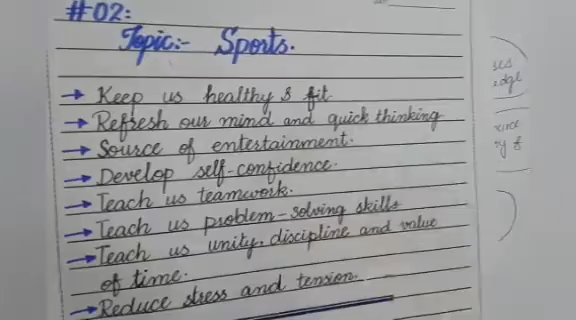 #02:
Topic:- Sports.
→ Keep us healthy & fit
→ Refresh our mind and quick thinking
→ Source of entertainment.
→ Develop self-confidence.
→ Teach us teamwork.
→ Teach us problem-solving skills
→ Teach us unity, discipline and value
of time.
→ Reduce stress and tension.